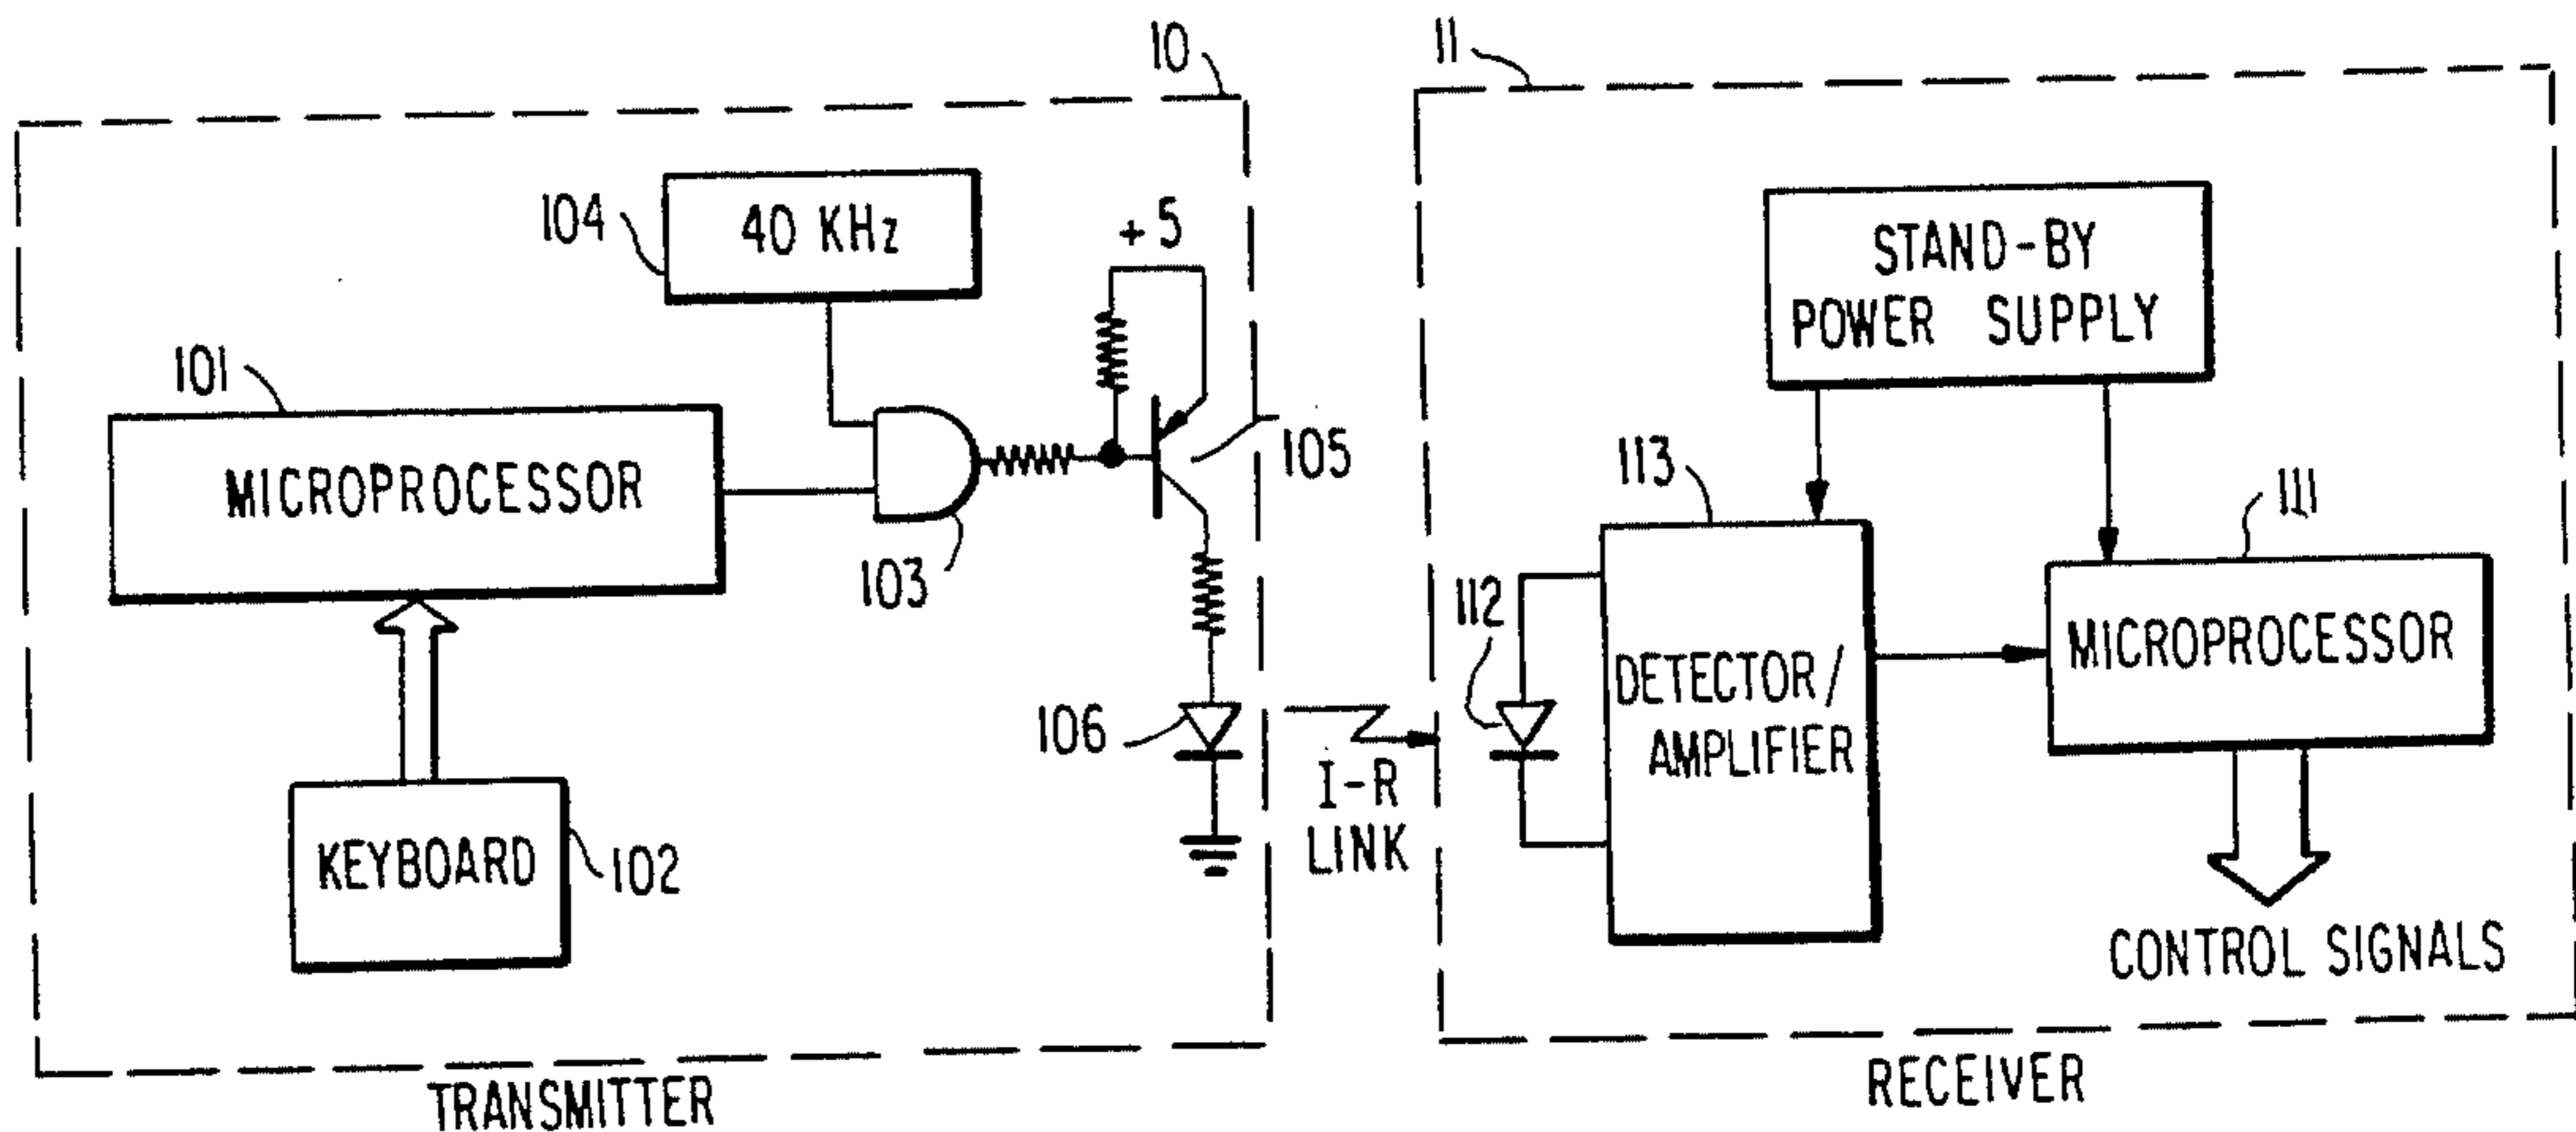 10
11
104
40 KHz
+5
STAND-BY
POWER SUPPLY
101
MICROPROCESSOR
105
113
111
103
112
MICROPROCESSOR
DETECTOR/
AMPLIFIER
106
I-R
LINK
KEYBOARD
102
CONTROL SIGNALS
TRANSMITTER
RECEIVER